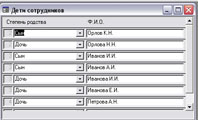 Дети сотрудников
Степень родства Ф.И.О.
Сын Орлов К.Н.
Дочь Орлова Н.Н.
Сын Иванов И.И.
Сын Иванов А.И.
Дочь Иванова И.И.
Дочь Иванова Е.И.
Дочь Петрова А.Н.